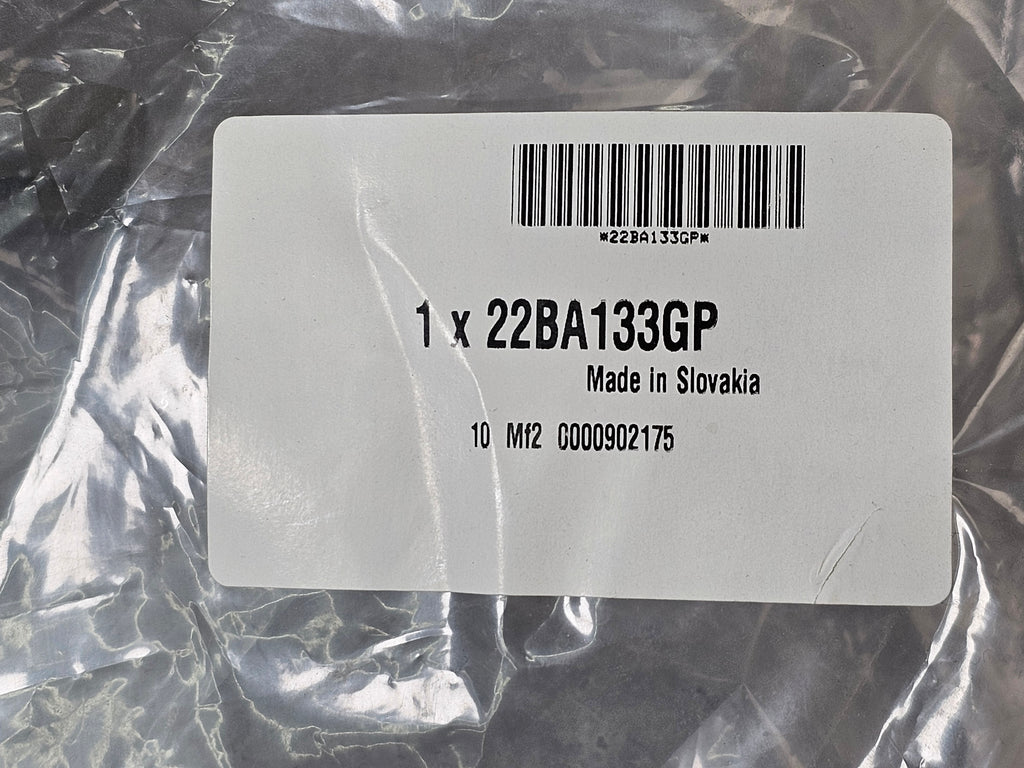 *22BA133GP*
1 x 22BA133GP
Made in Slovakia
10 Mf2 0000902175